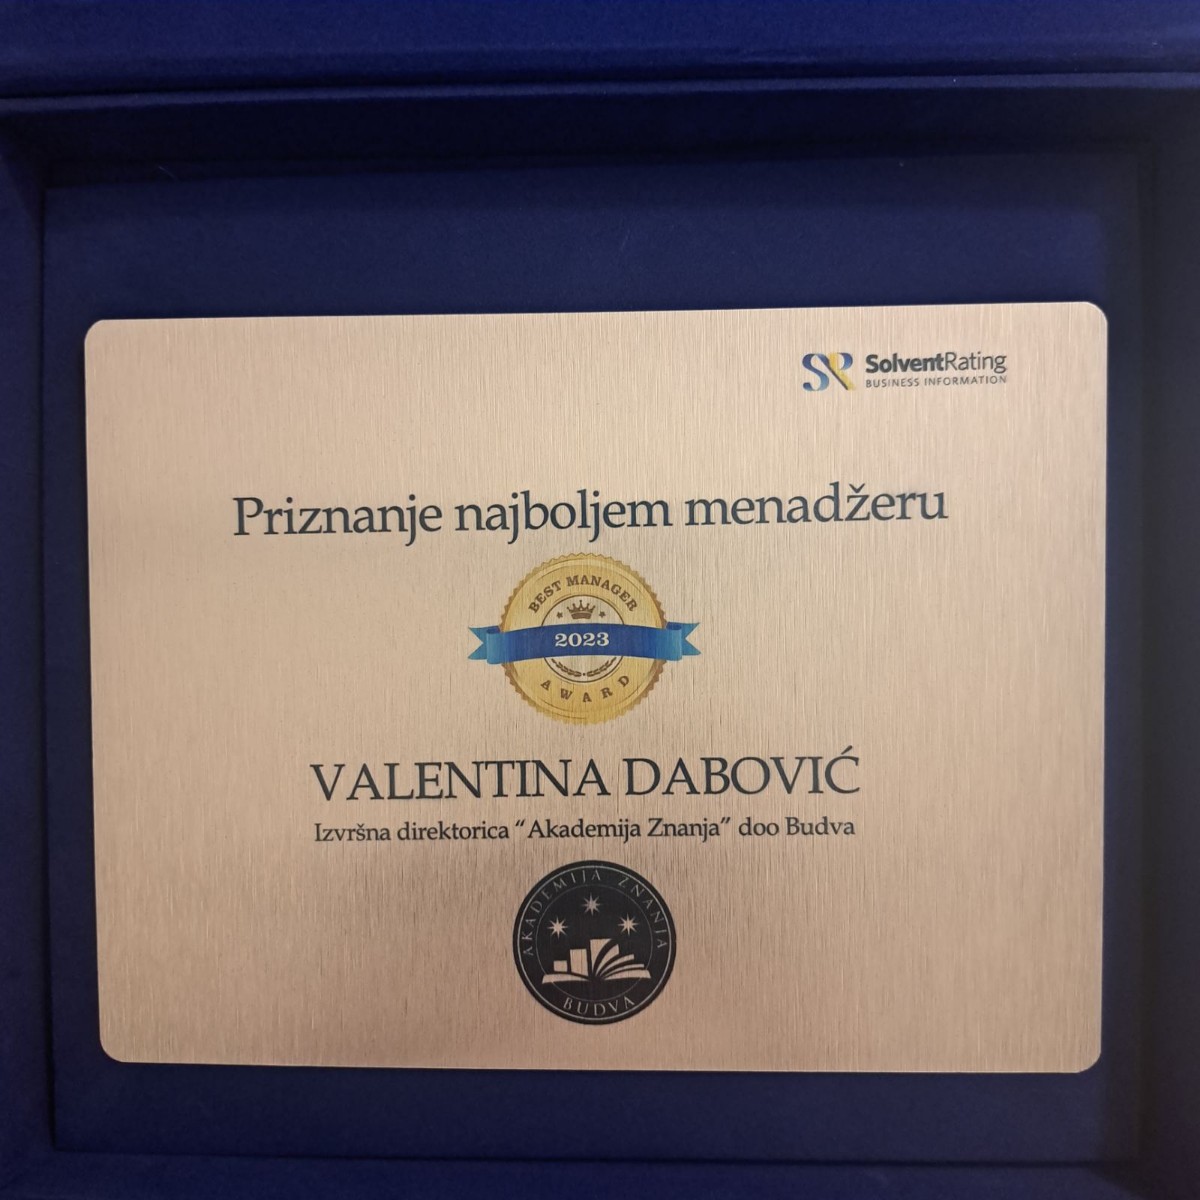 SR SolventRating
BUSINESS INFORMATION
Priznanje najboljem menadžeru
BEST MANAGER
2023
AWARD
VALENTINA DABOVIĆ
Izvršna direktorica “Akademija Znanja” doo Budva
AKADEMIJA ZNANJA
BUDVA